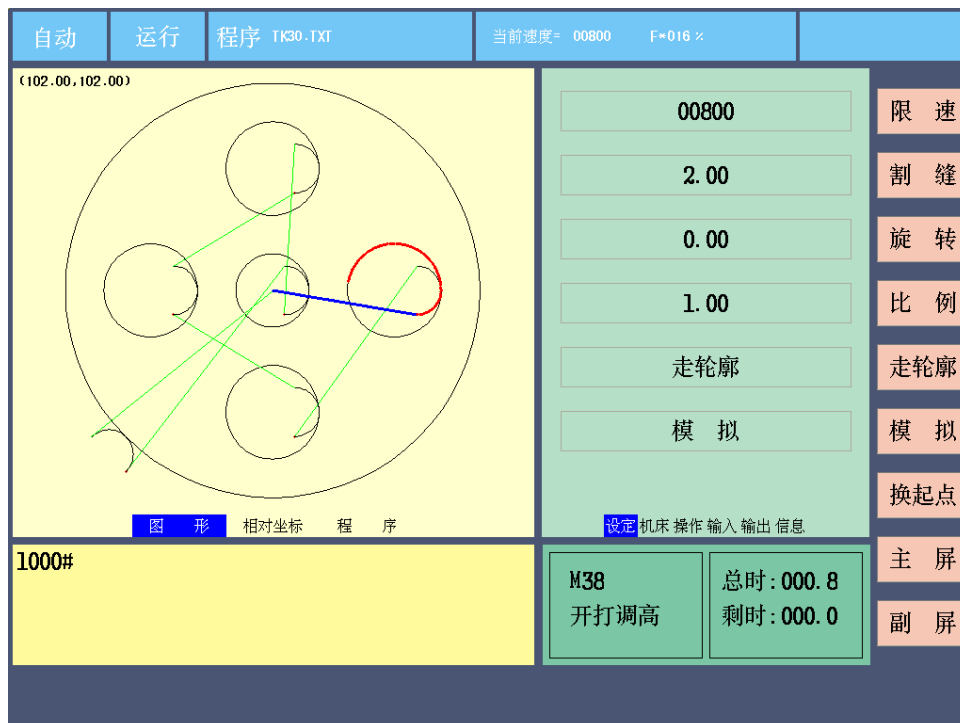 自动 运行 程序 TK30.TXT 当前速度= 00800 F*016 %
(102.00,102.00)
图 形 相对坐标 程 序
00800
2.00
0.00
1.00
走轮廓
模 拟
设定 机床 操作 输入 输出 信息
限 速
割 缝
旋 转
比 例
走轮廓
模 拟
换起点
主 屏
副 屏
1000#
M38
开打调高
总时:000.8
剩时:000.0